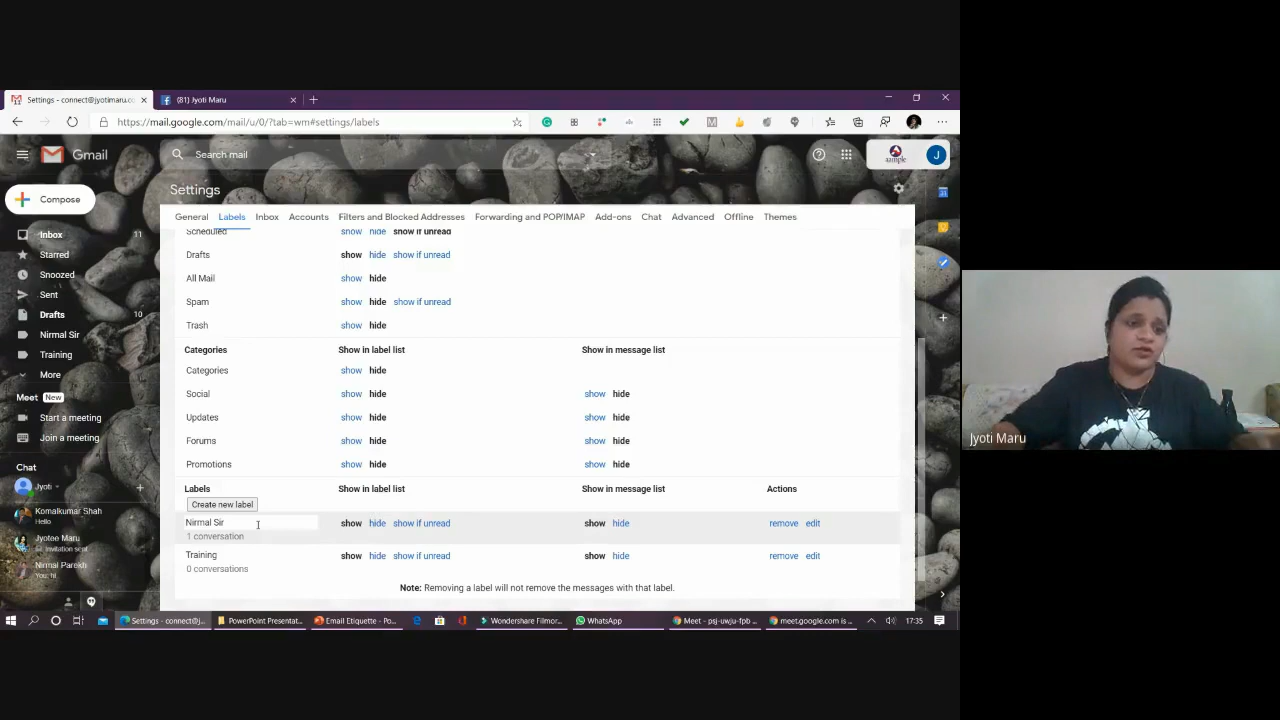 Settings - connect@jyotimaru.co
(81) Jyoti Maru
https://mail.google.com/mail/u/0/?tab=wm#settings/labels
Gmail
Search mail
J
Settings
Compose
General Labels Inbox Accounts Filters and Blocked Addresses Forwarding and POP/IMAP Add-ons Chat Advanced Offline Themes
Inbox 11
Starred
Snoozed
Sent
Drafts 10
Nirmal Sir
Training
More
Meet New
Start a meeting
Join a meeting
Chat
Jyoti
Komalkumar Shah
Hello
Jyotee Maru
Invitation sent
Nirmal Parekh
You: hi
Scheduled show hide show if unread
Drafts show hide show if unread
All Mail show hide
Spam show hide show if unread
Trash show hide
Categories Show in label list Show in message list
Categories show hide
Social show hide show hide
Updates show hide show hide
Forums show hide show hide
Promotions show hide show hide
Labels Show in label list Show in message list Actions
Create new label
Nirmal Sir show hide show if unread show hide remove edit
1 conversation
Training show hide show if unread show hide remove edit
0 conversations
Note: Removing a label will not remove the messages with that label.
Settings - connect@j...
PowerPoint Presentat...
Email Etiquette - Po...
Wondershare Filmor...
WhatsApp
Meet - psj-uwju-fpb ...
meet.google.com is ...
17:35
Jyoti Maru